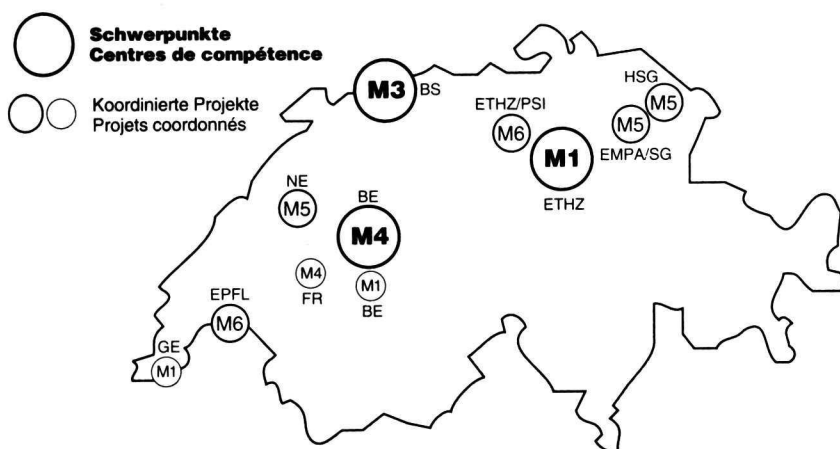 Schwerpunkte
Centres de compétence
Koordinierte Projekte
Projets coordonnés
M3
BS
HSG
M5
ETHZ/PSI
M6
M5
EMPA/SG
M1
ETHZ
NE
M5
BE
M4
M4
FR
M1
BE
EPFL
M6
GE
M1